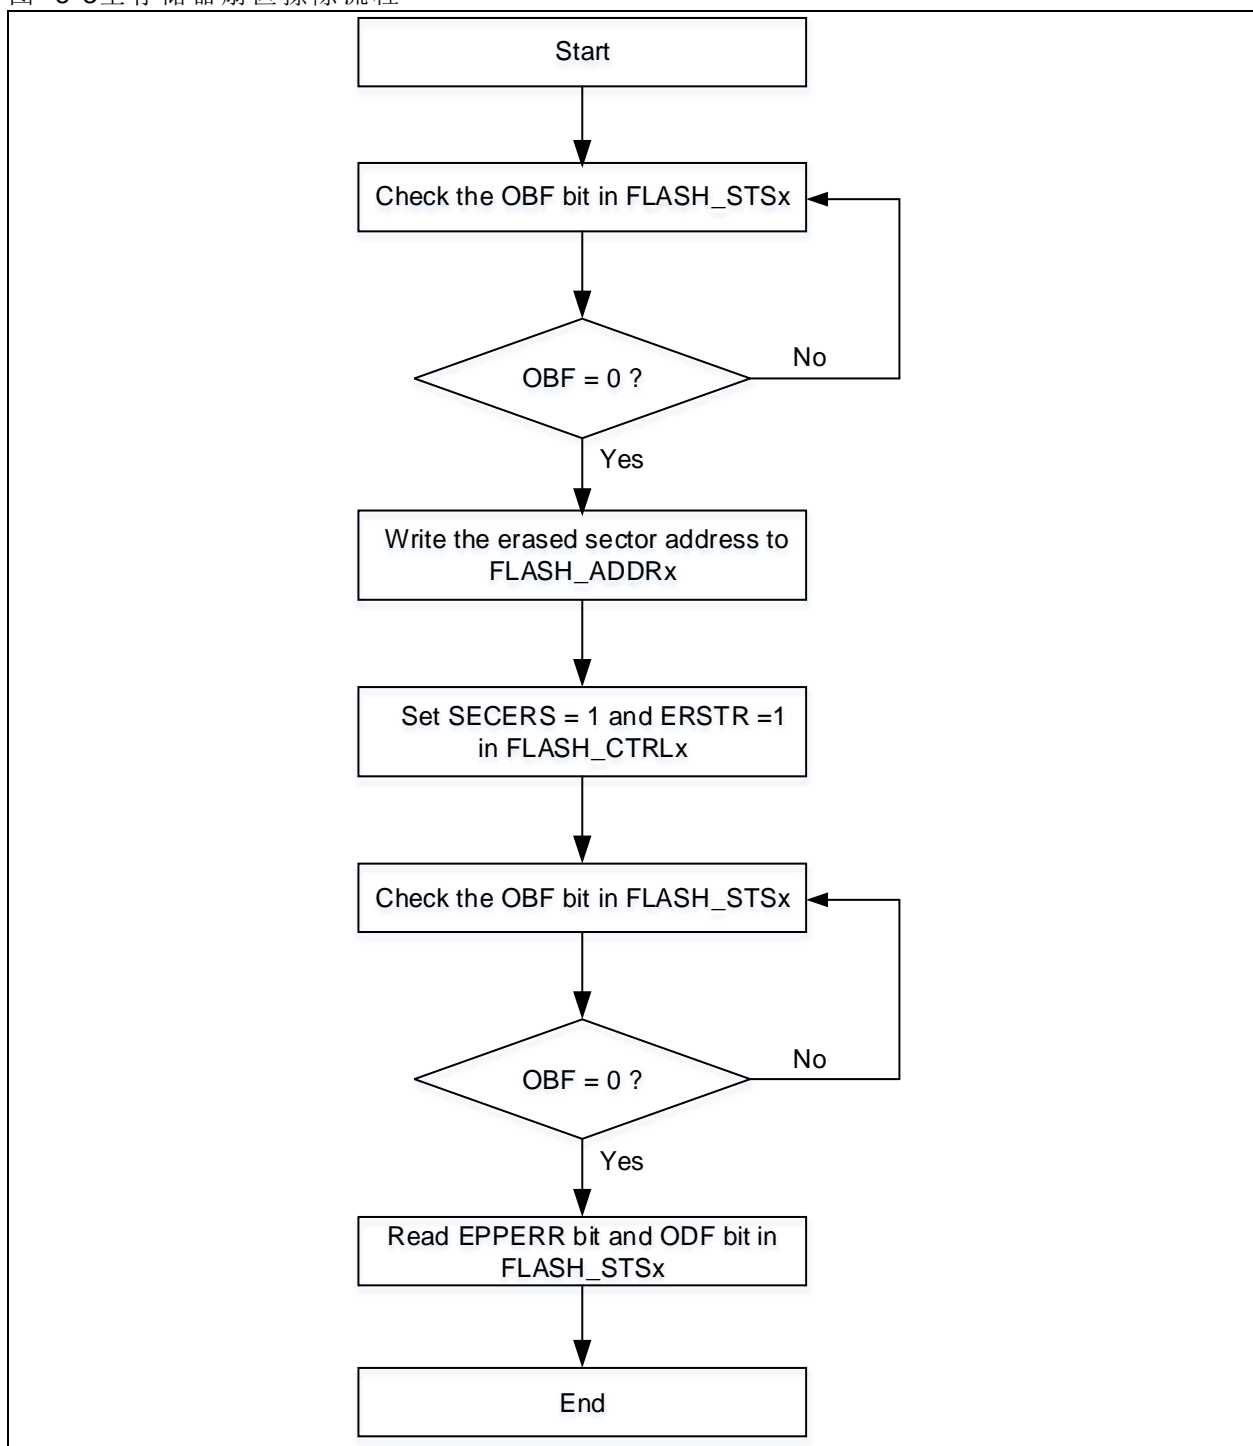 Start
Check the OBF bit in FLASH_STSx
OBF = 0 ?
No
Yes
Write the erased sector address to
FLASH_ADDRx
Set SECERS = 1 and ERSTR =1
in FLASH_CTRLx
Check the OBF bit in FLASH_STSx
OBF = 0 ?
No
Yes
Read EPPERR bit and ODF bit in
FLASH_STSx
End